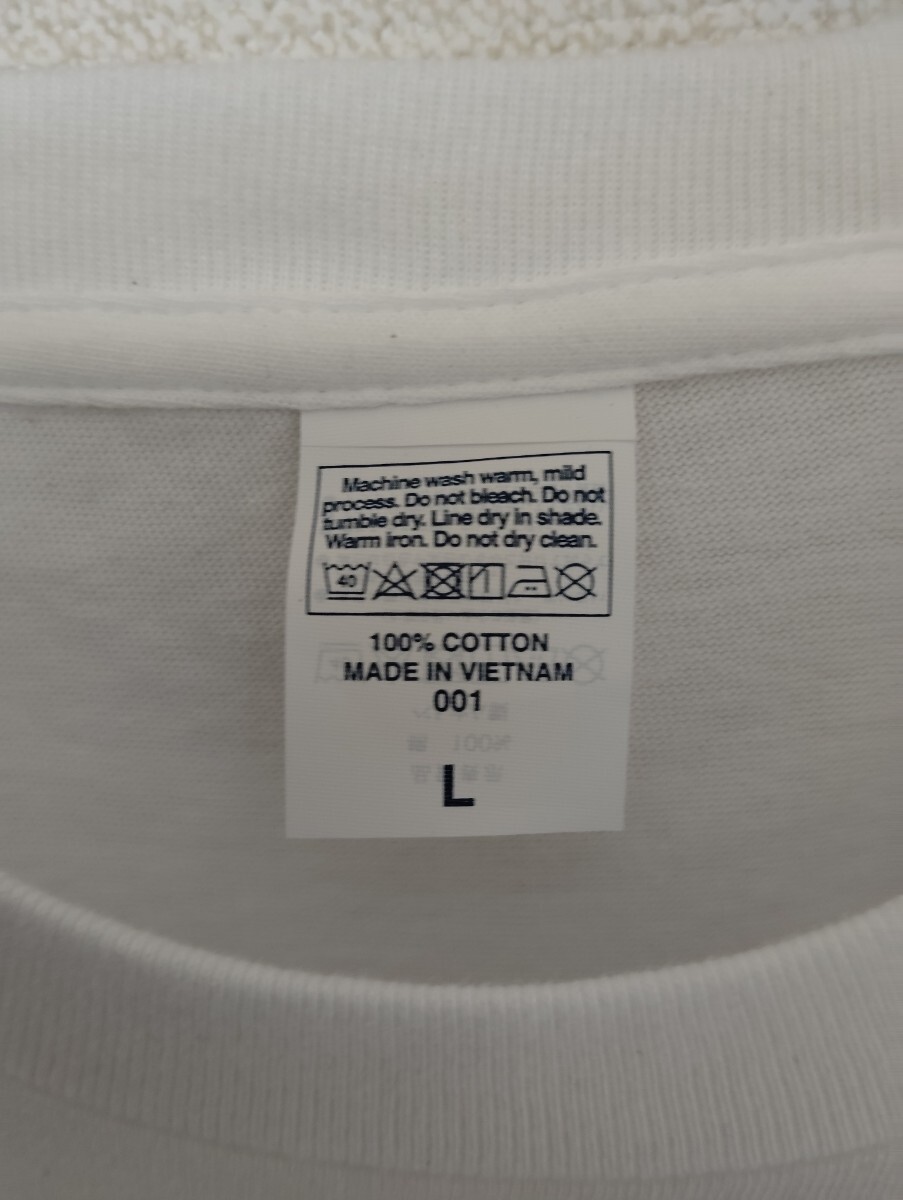 Machine wash warm, mild
process. Do not bleach. Do not
tumble dry. Line dry in shade.
Warm iron. Do not dry clean.
40
100% COTTON
MADE IN VIETNAM
001
L